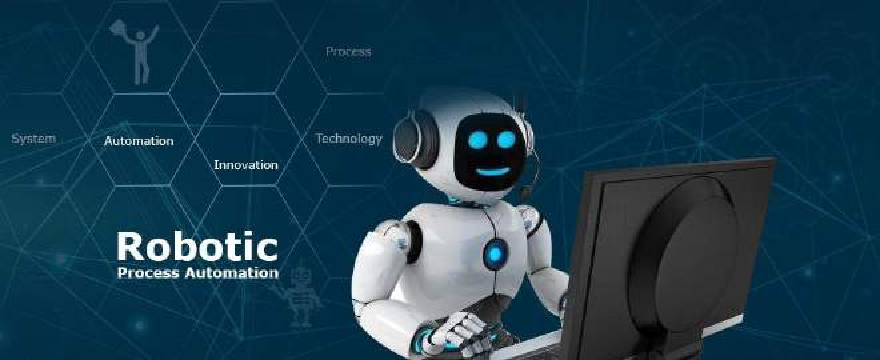 Process
System
Automation
Technology
Innovation
Robotic
Process Automation